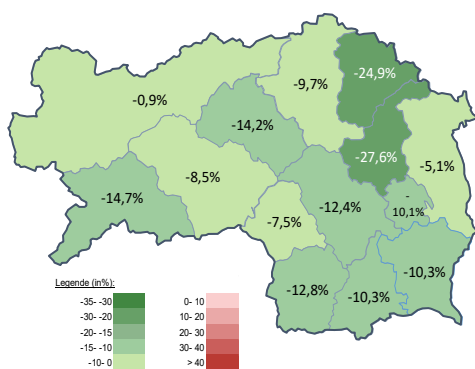 -24,9%
-9,7%
-0,9%
-14,2%
-27,6%
-5,1%
-8,5%
-14,7%
-12,4%
-
10,1%
-7,5%
-10,3%
-12,8%
-10,3%
Legende (in%):
-35- -30 0- 10
-30- -20 10- 20
-20- -15 20- 30
-15- -10 30- 40
-10- 0 > 40